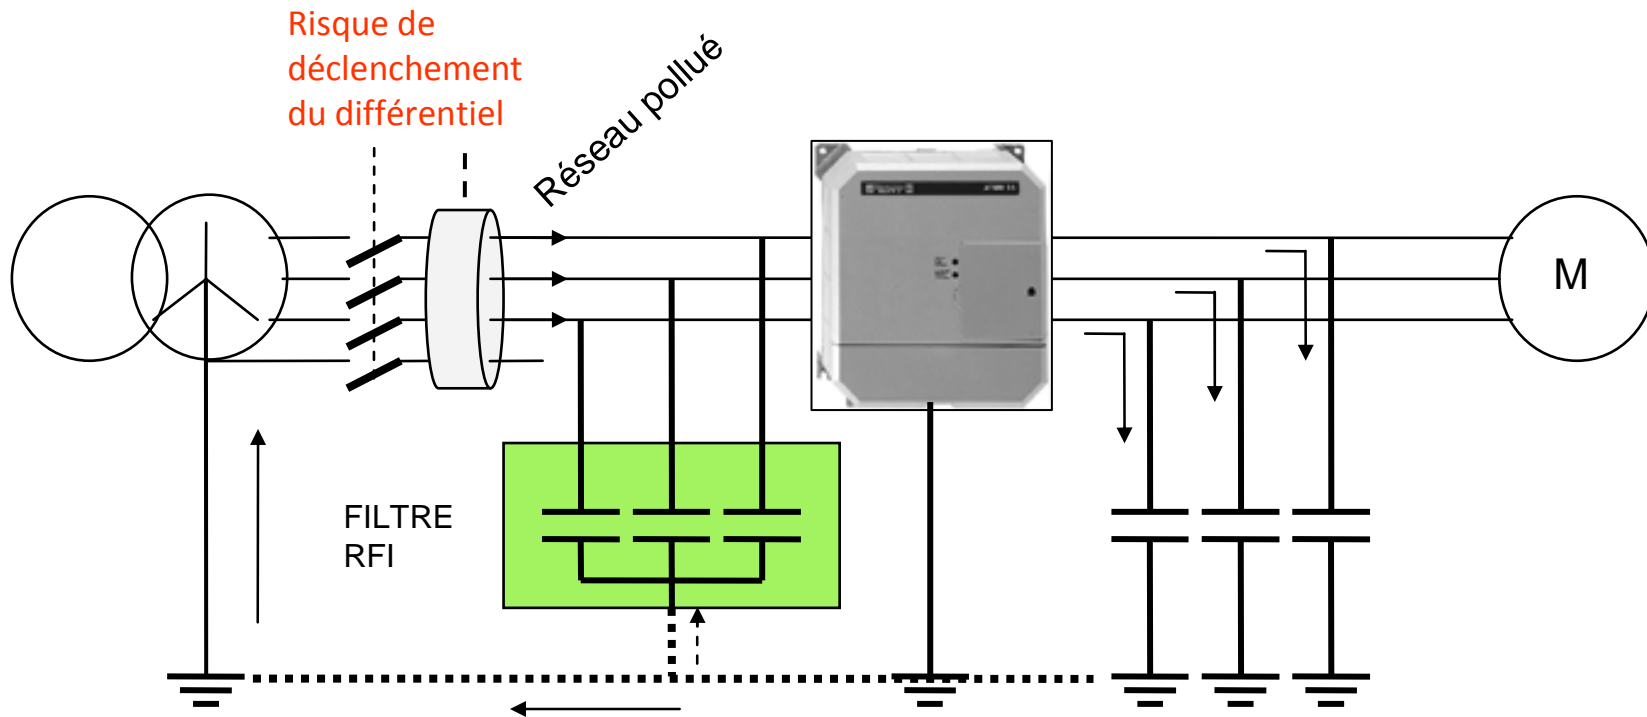 Risque de
déclenchement
du différentiel
Réseau pollué
M
FILTRE
RFI